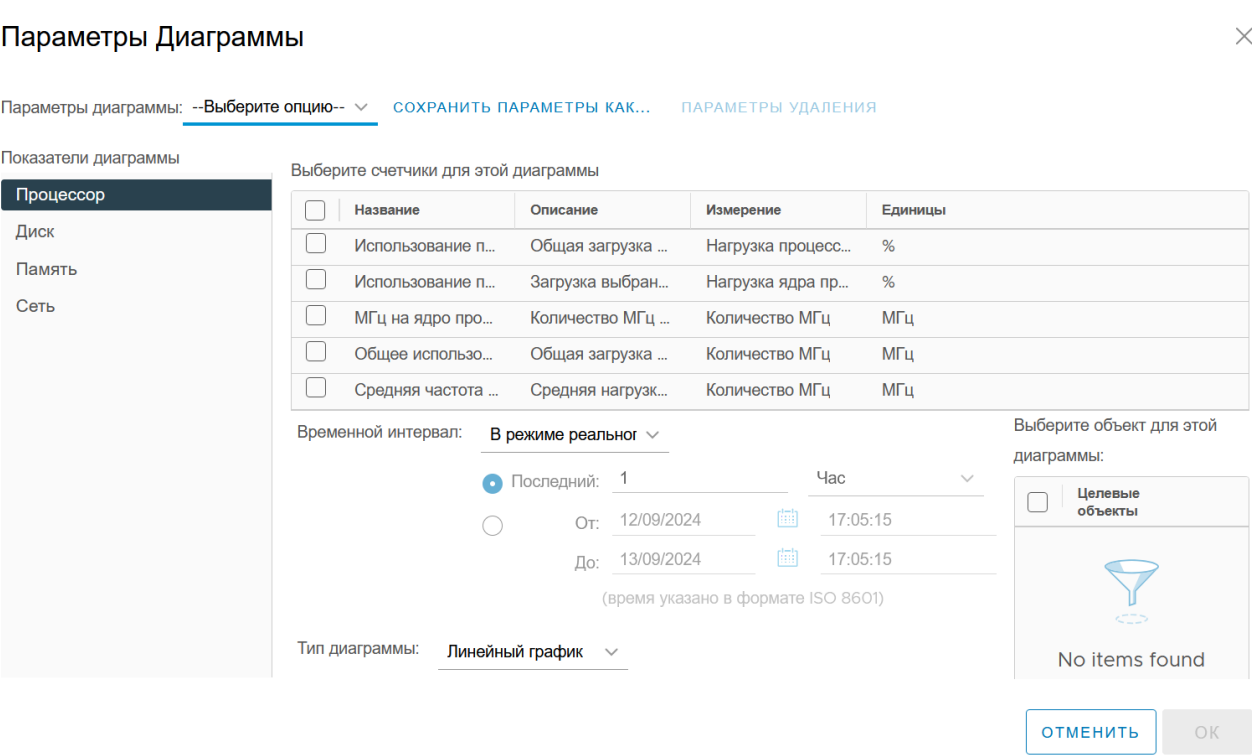 Параметры Диаграммы
Параметры диаграммы: --Выберите опцию-- СОХРАНИТЬ ПАРАМЕТРЫ КАК... ПАРАМЕТРЫ УДАЛЕНИЯ
Показатели диаграммы
Процессор
Диск
Память
Сеть
Выберите счетчики для этой диаграммы
Название Описание Измерение Единицы
Использование п... Общая загрузка ... Нагрузка процесс... %
Использование п... Загрузка выбран... Нагрузка ядра пр... %
МГц на ядро про... Количество МГц ... Количество МГц МГц
Общее использо... Общая загрузка ... Количество МГц МГц
Средняя частота ... Средняя нагрузк... Количество МГц МГц
Временной интервал: В режиме реальног
Последний: 1 Час
От: 12/09/2024 17:05:15
До: 13/09/2024 17:05:15
(время указано в формате ISO 8601)
Тип диаграммы: Линейный график
Выберите объект для этой
диаграммы:
Целевые
объекты
No items found
ОТМЕНИТЬ ОК